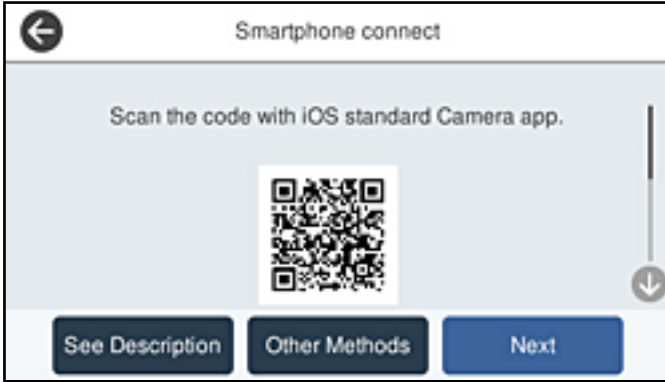 Smartphone connect
Scan the code with iOS standard Camera app.
See Description
Other Methods
Next